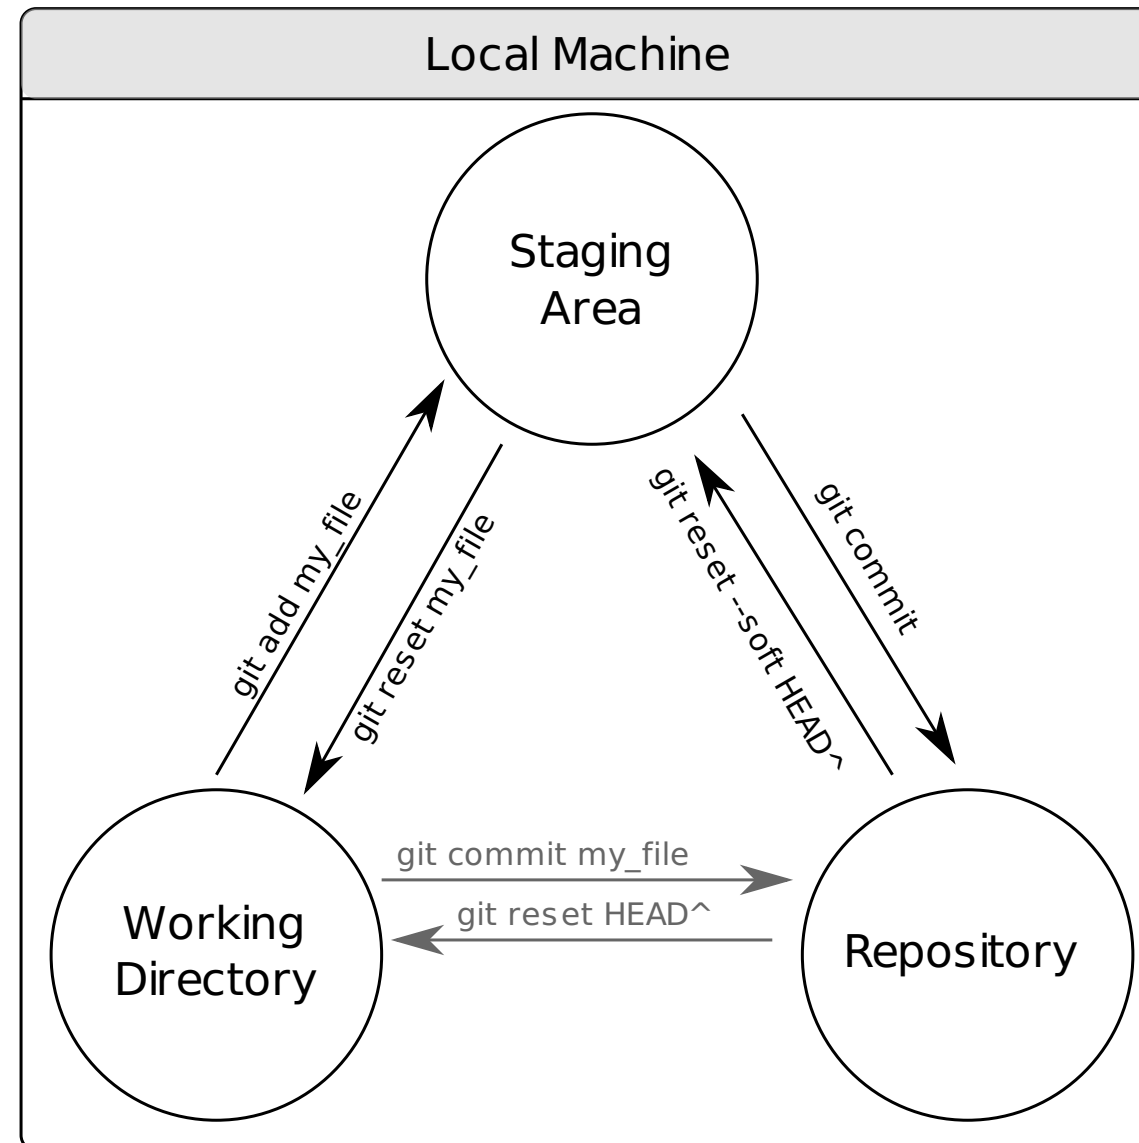 Local Machine
Staging
Area
git add my_file
git reset my_file
git reset --soft HEAD^
git commit
git commit my_file
git reset HEAD^
Working
Directory
Repository